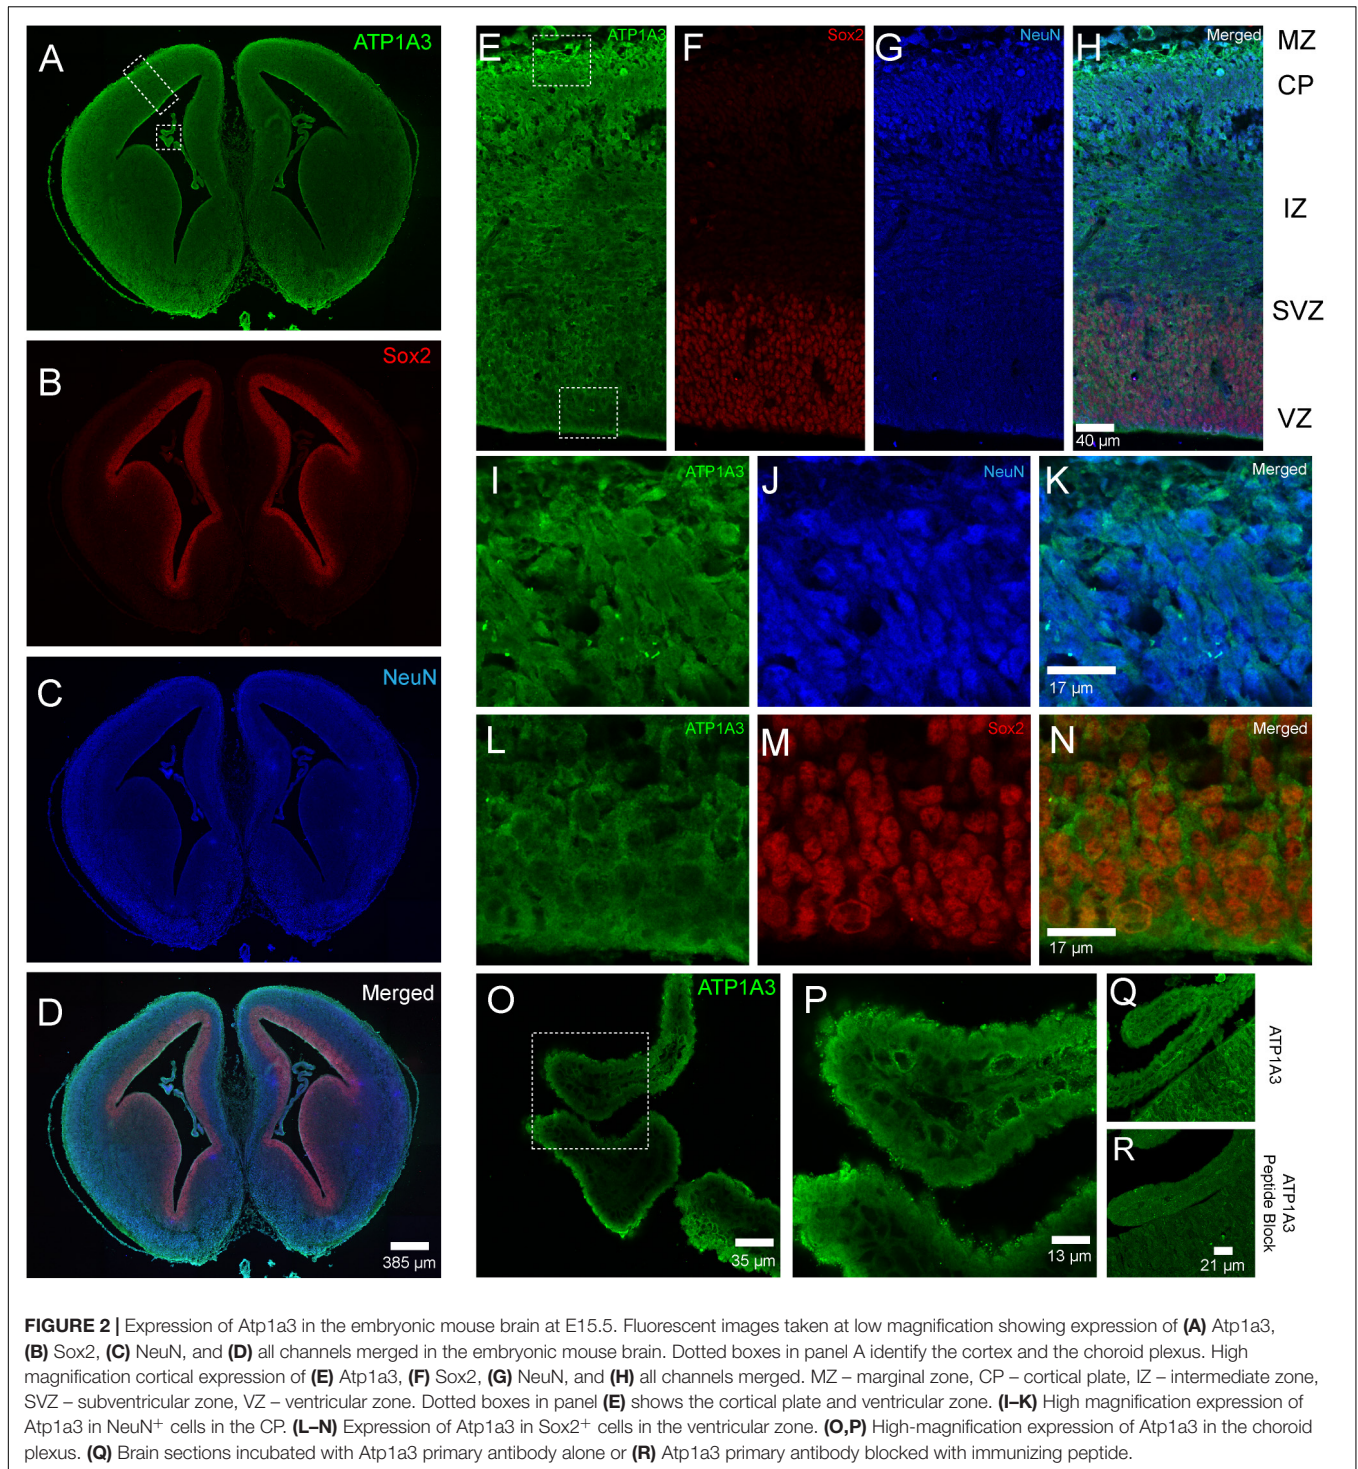 A
ATP1A3
B
Sox2
C
NeuN
D
Merged
385 µm
E
ATP1A3
F
Sox2
G
NeuN
H
Merged
40 µm
MZ
CP
IZ
SVZ
VZ
I
ATP1A3
J
NeuN
K
Merged
17 µm
L
ATP1A3
M
Sox2
N
Merged
17 µm
O
ATP1A3
35 µm
P
13 µm
Q
ATP1A3
R
ATP1A3
Peptide Block
21 µm
FIGURE 2 | Expression of Atp1a3 in the embryonic mouse brain at E15.5. Fluorescent images taken at low magnification showing expression of (A) Atp1a3,
(B) Sox2, (C) NeuN, and (D) all channels merged in the embryonic mouse brain. Dotted boxes in panel A identify the cortex and the choroid plexus. High
magnification cortical expression of (E) Atp1a3, (F) Sox2, (G) NeuN, and (H) all channels merged. MZ – marginal zone, CP – cortical plate, IZ – intermediate zone,
SVZ – subventricular zone, VZ – ventricular zone. Dotted boxes in panel (E) shows the cortical plate and ventricular zone. (I–K) High magnification expression of
Atp1a3 in NeuN⁺ cells in the CP. (L–N) Expression of Atp1a3 in Sox2⁺ cells in the ventricular zone. (O,P) High-magnification expression of Atp1a3 in the choroid
plexus. (Q) Brain sections incubated with Atp1a3 primary antibody alone or (R) Atp1a3 primary antibody blocked with immunizing peptide.